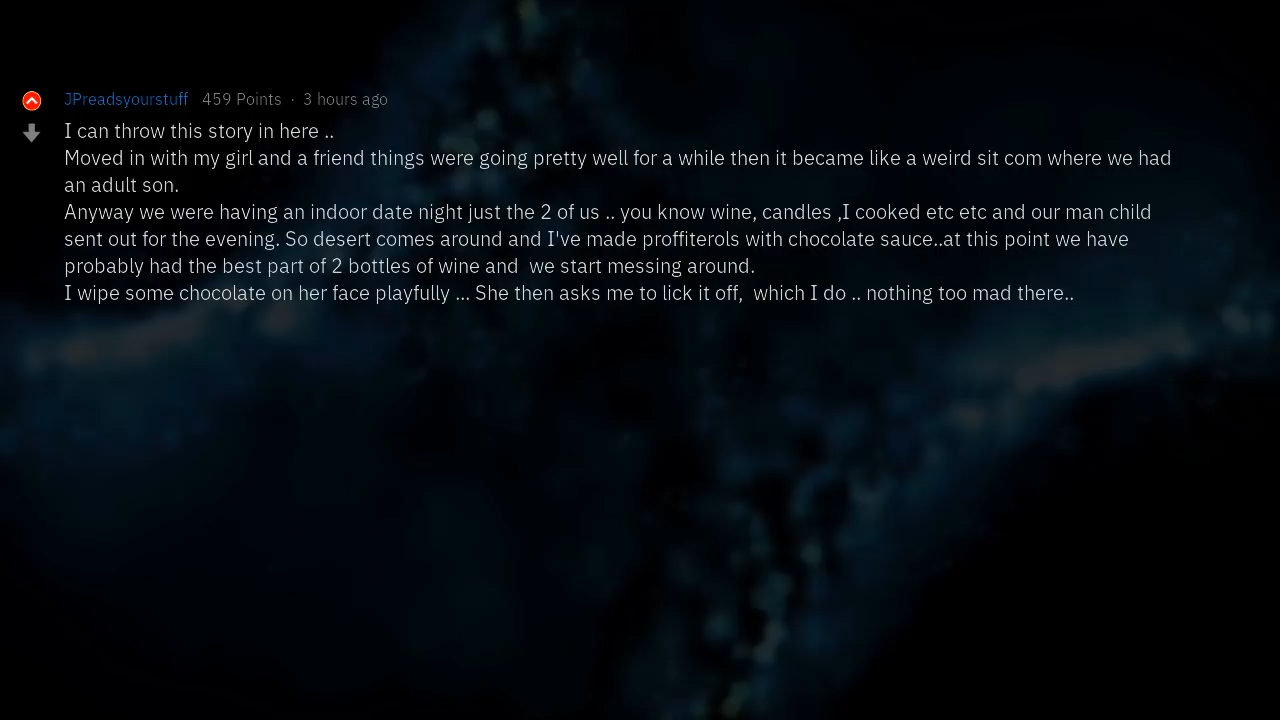 JPreadsyourstuff 459 Points · 3 hours ago
I can throw this story in here ..
Moved in with my girl and a friend things were going pretty well for a while then it became like a weird sit com where we had
an adult son.
Anyway we were having an indoor date night just the 2 of us .. you know wine, candles ,I cooked etc etc and our man child
sent out for the evening. So desert comes around and I've made proffiterols with chocolate sauce..at this point we have
probably had the best part of 2 bottles of wine and  we start messing around.
I wipe some chocolate on her face playfully ... She then asks me to lick it off,  which I do .. nothing too mad there..